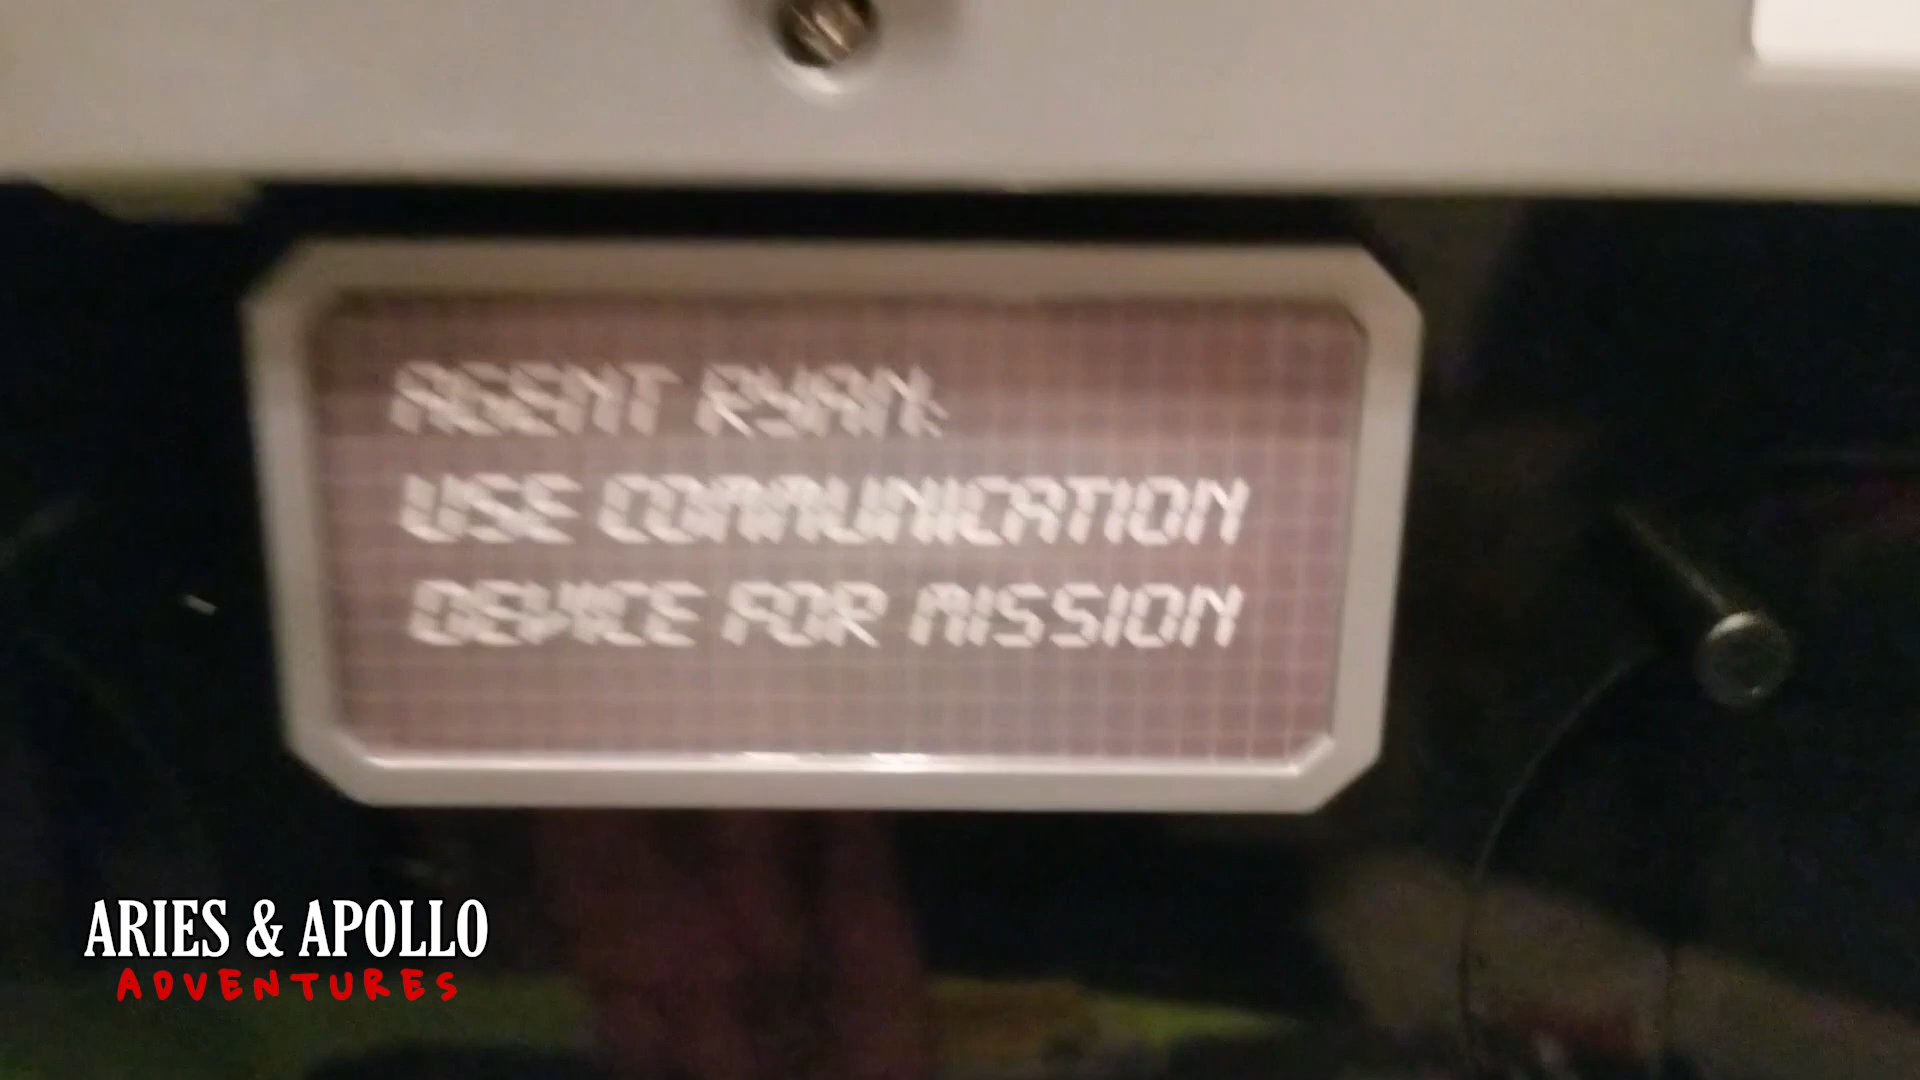 AGENT RYAN:
USE COMMUNICATION
DEVICE FOR MISSION
ARIES & APOLLO
ADVENTURES